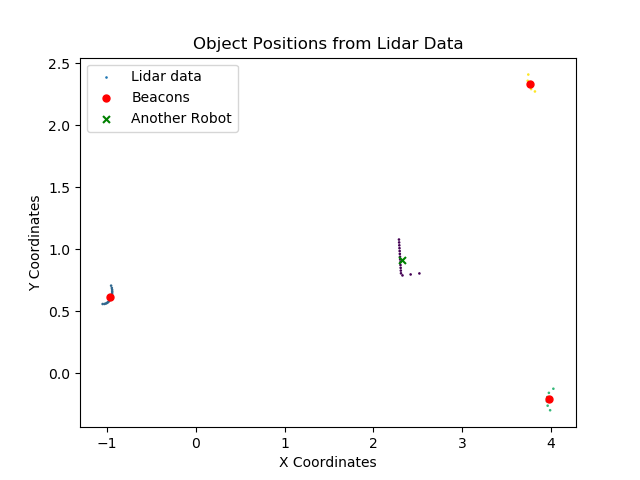 Object Positions from Lidar Data
Lidar data
Beacons
Another Robot
2.5
2.0
1.5
1.0
0.5
0.0
Y Coordinates
−1 0 1 2 3 4
X Coordinates